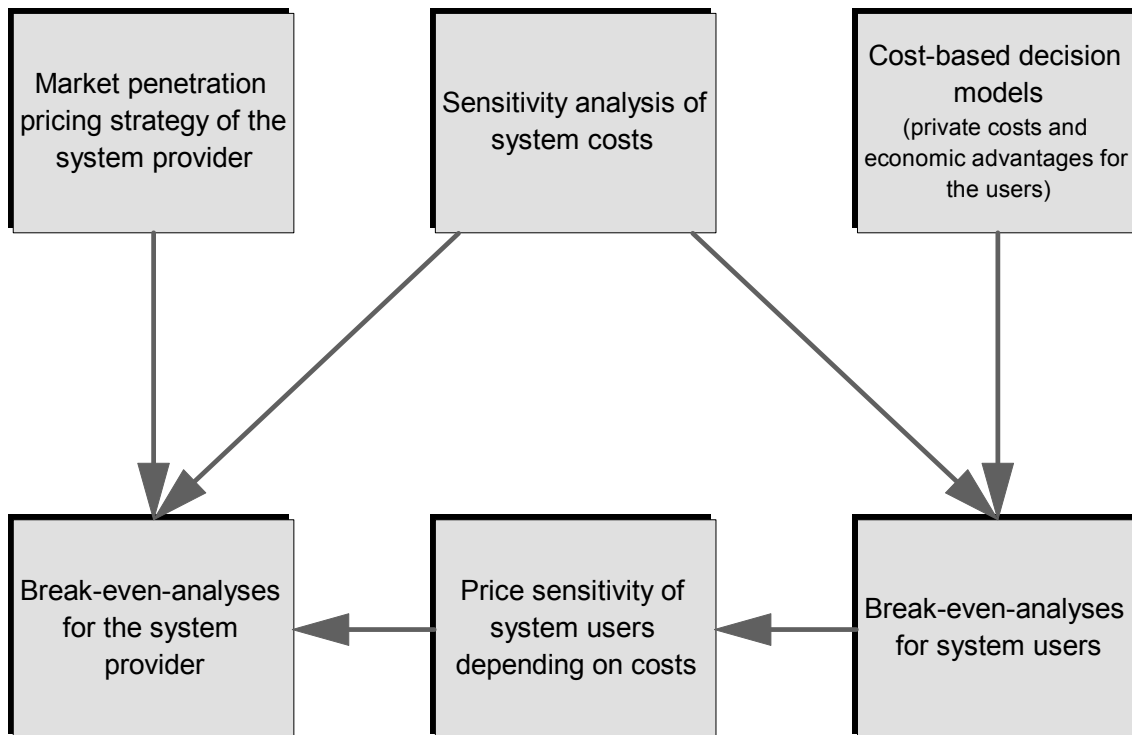 Market penetration
pricing strategy of the
system provider
Sensitivity analysis of
system costs
Cost-based decision
models
(private costs and
economic advantages for
the users)
Break-even-analyses
for the system
provider
Price sensitivity of
system users
depending on costs
Break-even-analyses
for system users